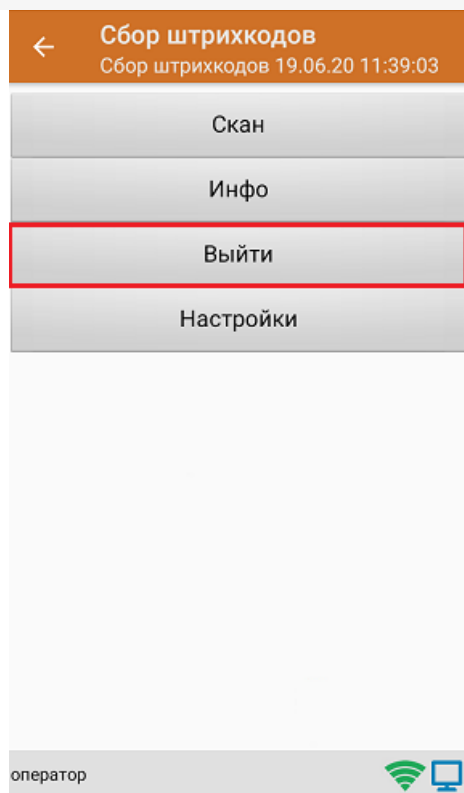 Сбор штрихкодов
Сбор штрихкодов 19.06.20 11:39:03
Скан
Инфо
Выйти
Настройки
оператор